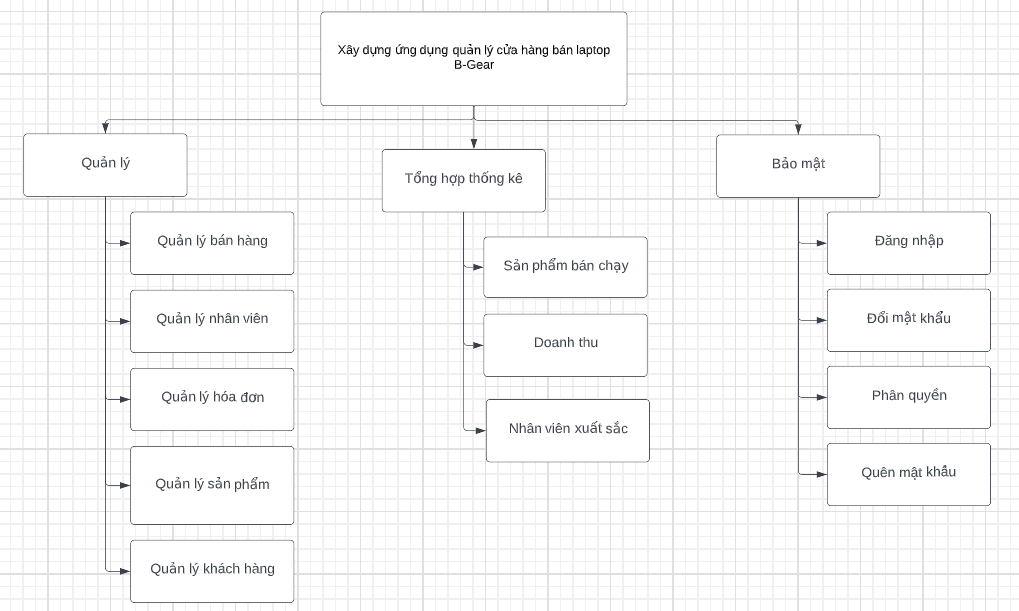 Xây dựng ứng dụng quản lý cửa hàng bán laptop
B-Gear
Quản lý
Quản lý bán hàng
Quản lý nhân viên
Quản lý hóa đơn
Quản lý sản phẩm
Quản lý khách hàng
Tổng hợp thống kê
Sản phẩm bán chạy
Doanh thu
Nhân viên xuất sắc
Bảo mật
Đăng nhập
Đổi mật khẩu
Phân quyền
Quên mật khẩu